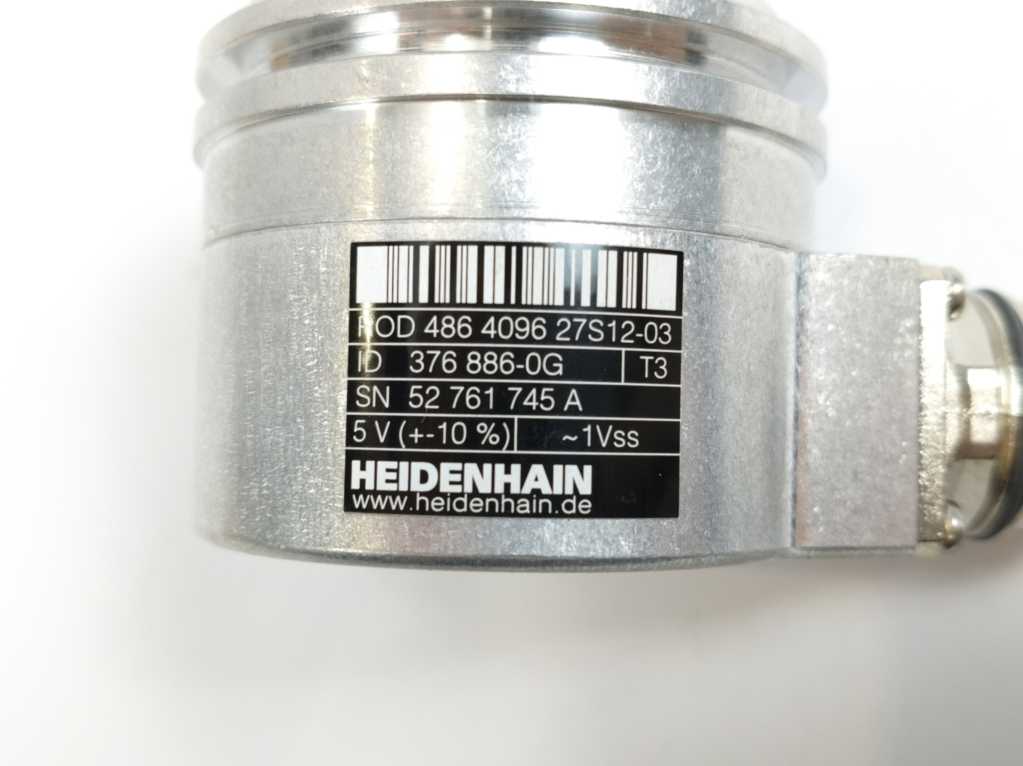 ROD 486 4096 27S12-03
ID 376 886-0G T3
SN 52 761 745 A
5 V (+-10 %) ~1Vss
HEIDENHAIN
www.heidenhain.de